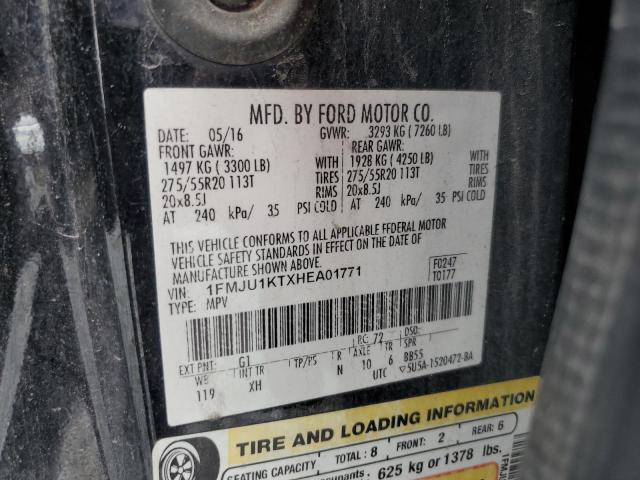 MFD. BY FORD MOTOR CO.
DATE: 05/16 GVWR: 3293 KG ( 7260 LB)
FRONT GAWR: REAR GAWR:
1497 KG ( 3300 LB) WITH 1928 KG ( 4250 LB) WITH
275/55R20 113T TIRES 275/55R20 113T TIRES
20x8.5J RIMS 20x8.5J RIMS
AT 240 kPa/ 35 PSI COLD AT 240 kPa/ 35 PSI COLD
THIS VEHICLE CONFORMS TO ALL APPLICABLE FEDERAL MOTOR
VEHICLE SAFETY STANDARDS IN EFFECT ON THE DATE OF
MANUFACTURE SHOWN ABOVE.
VIN: 1FMJU1KTXHEA01771 F0247
TYPE: MPV T0177
RC: 72 DSO:
EXT PNT: G1
WB INT TR TP/PS R AXLE TR SPR BB55
119 XH N 10 6
UTC 5U5A-1520472-BA
TIRE AND LOADING INFORMATION
SEATING CAPACITY TOTAL: 8 FRONT: 2 REAR: 6
625 kg or 1378 lbs.